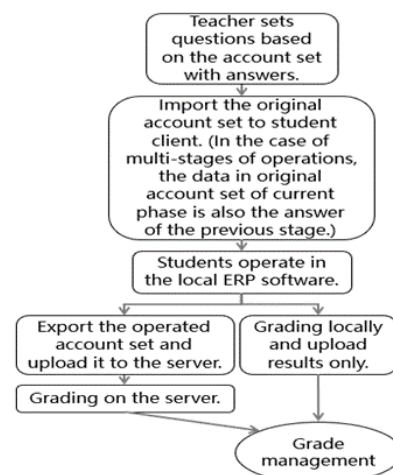 Teacher sets
questions based
on the account set
with answers.
Import the original
account set to student
client. (In the case of
multi-stages of operations,
the data in original
account set of current
phase is also the answer
of the previous stage.)
Students operate in
the local ERP software.
Export the operated
account set and
upload it to the server.
Grading locally
and upload
results only.
Grading on the server.
Grade
management